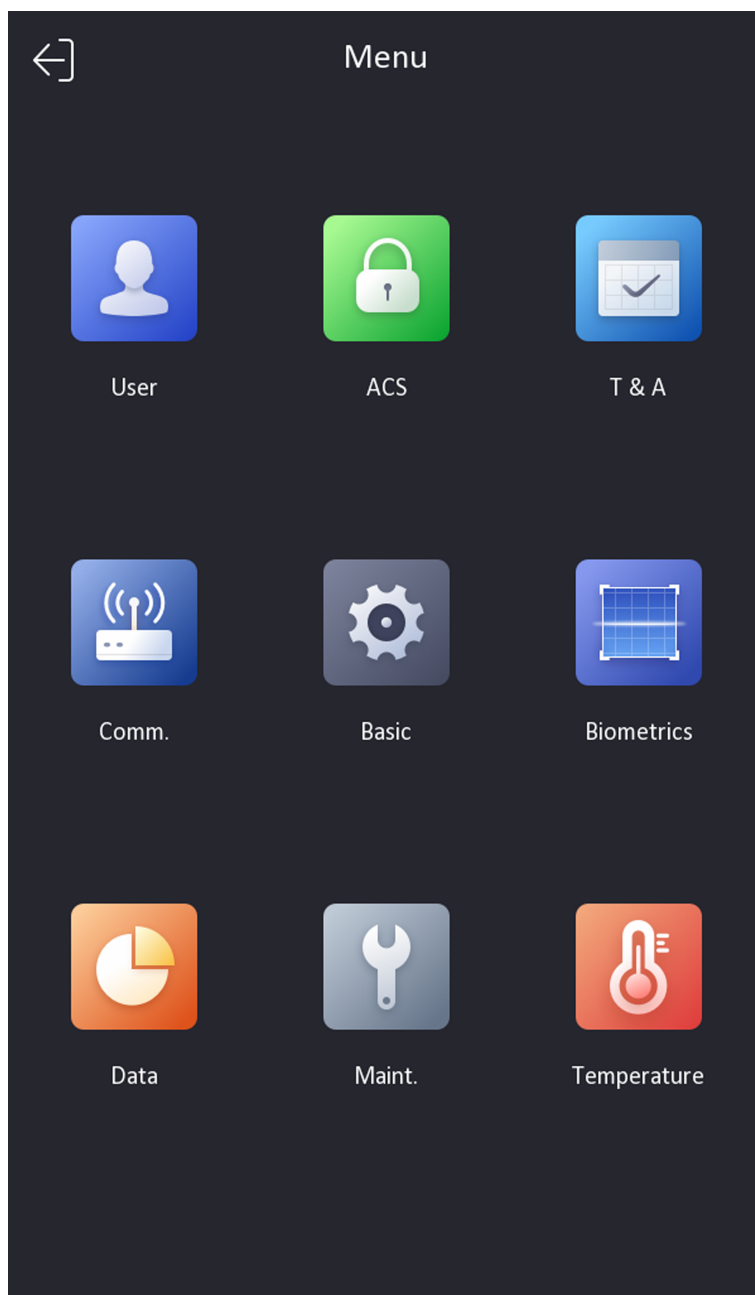 Menu
User ACS T & A
Comm. Basic Biometrics
Data Maint. Temperature